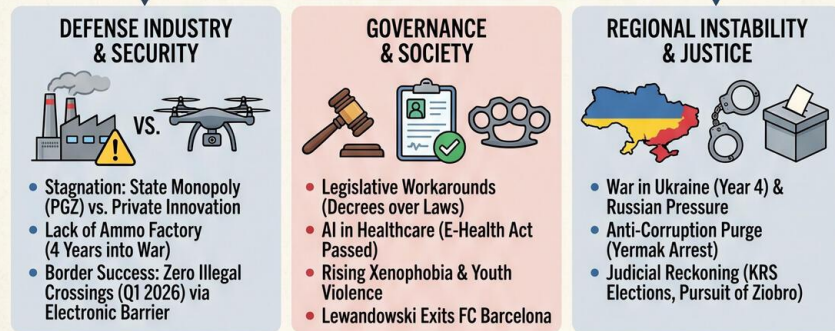 DEFENSE INDUSTRY
& SECURITY
VS.
• Stagnation: State Monopoly
(PGZ) vs. Private Innovation
• Lack of Ammo Factory
(4 Years into War)
• Border Success: Zero Illegal
Crossings (Q1 2026) via
Electronic Barrier
GOVERNANCE
& SOCIETY
• Legislative Workarounds
(Decrees over Laws)
• AI in Healthcare (E-Health Act
Passed)
• Rising Xenophobia & Youth
Violence
• Lewandowski Exits FC Barcelona
REGIONAL INSTABILITY
& JUSTICE
• War in Ukraine (Year 4) &
Russian Pressure
• Anti-Corruption Purge
(Yermak Arrest)
• Judicial Reckoning (KRS
Elections, Pursuit of Ziobro)